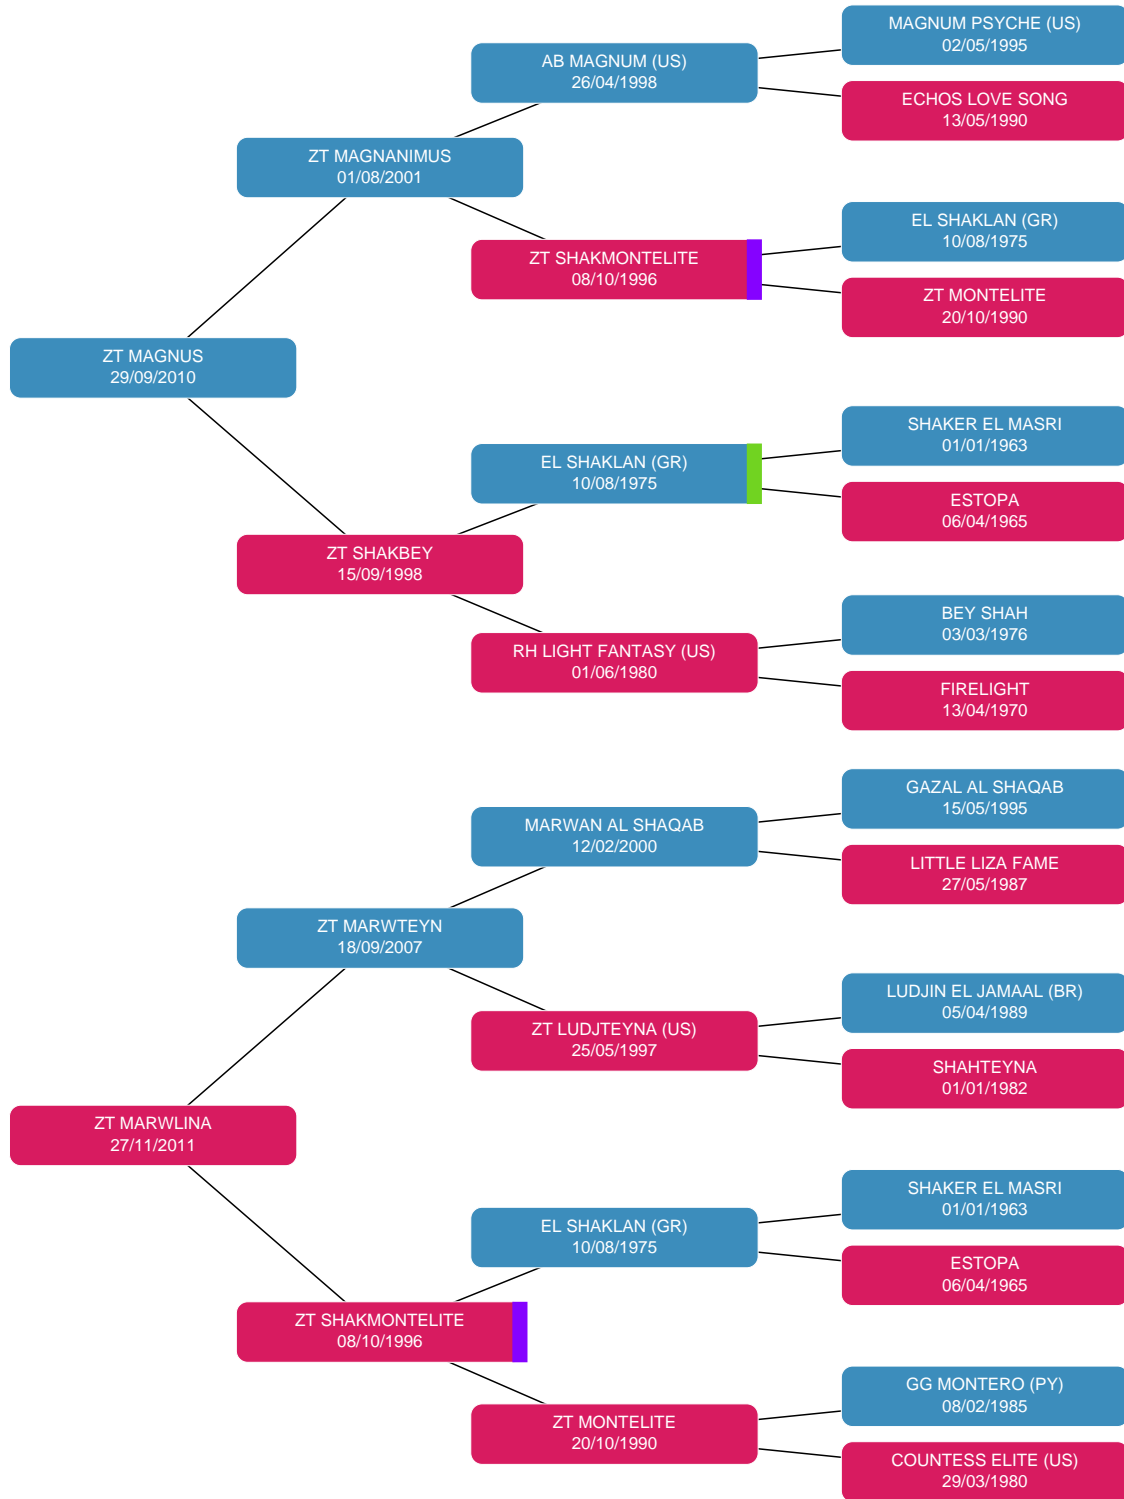 MAGNUM PSYCHE (US)
02/05/1995
AB MAGNUM (US)
26/04/1998
ECHOS LOVE SONG
13/05/1990
ZT MAGNANIMUS
01/08/2001
EL SHAKLAN (GR)
10/08/1975
ZT SHAKMONTELITE
08/10/1996
ZT MONTELITE
20/10/1990
ZT MAGNUS
29/09/2010
SHAKER EL MASRI
01/01/1963
EL SHAKLAN (GR)
10/08/1975
ESTOPA
06/04/1965
ZT SHAKBEY
15/09/1998
BEY SHAH
03/03/1976
RH LIGHT FANTASY (US)
01/06/1980
FIRELIGHT
13/04/1970
GAZAL AL SHAQAB
15/05/1995
MARWAN AL SHAQAB
12/02/2000
LITTLE LIZA FAME
27/05/1987
ZT MARWTEYN
18/09/2007
LUDJIN EL JAMAAL (BR)
05/04/1989
ZT LUDJTEYNA (US)
25/05/1997
SHAHTEYNA
01/01/1982
ZT MARWLINA
27/11/2011
SHAKER EL MASRI
01/01/1963
EL SHAKLAN (GR)
10/08/1975
ESTOPA
06/04/1965
ZT SHAKMONTELITE
08/10/1996
GG MONTERO (PY)
08/02/1985
ZT MONTELITE
20/10/1990
COUNTESS ELITE (US)
29/03/1980